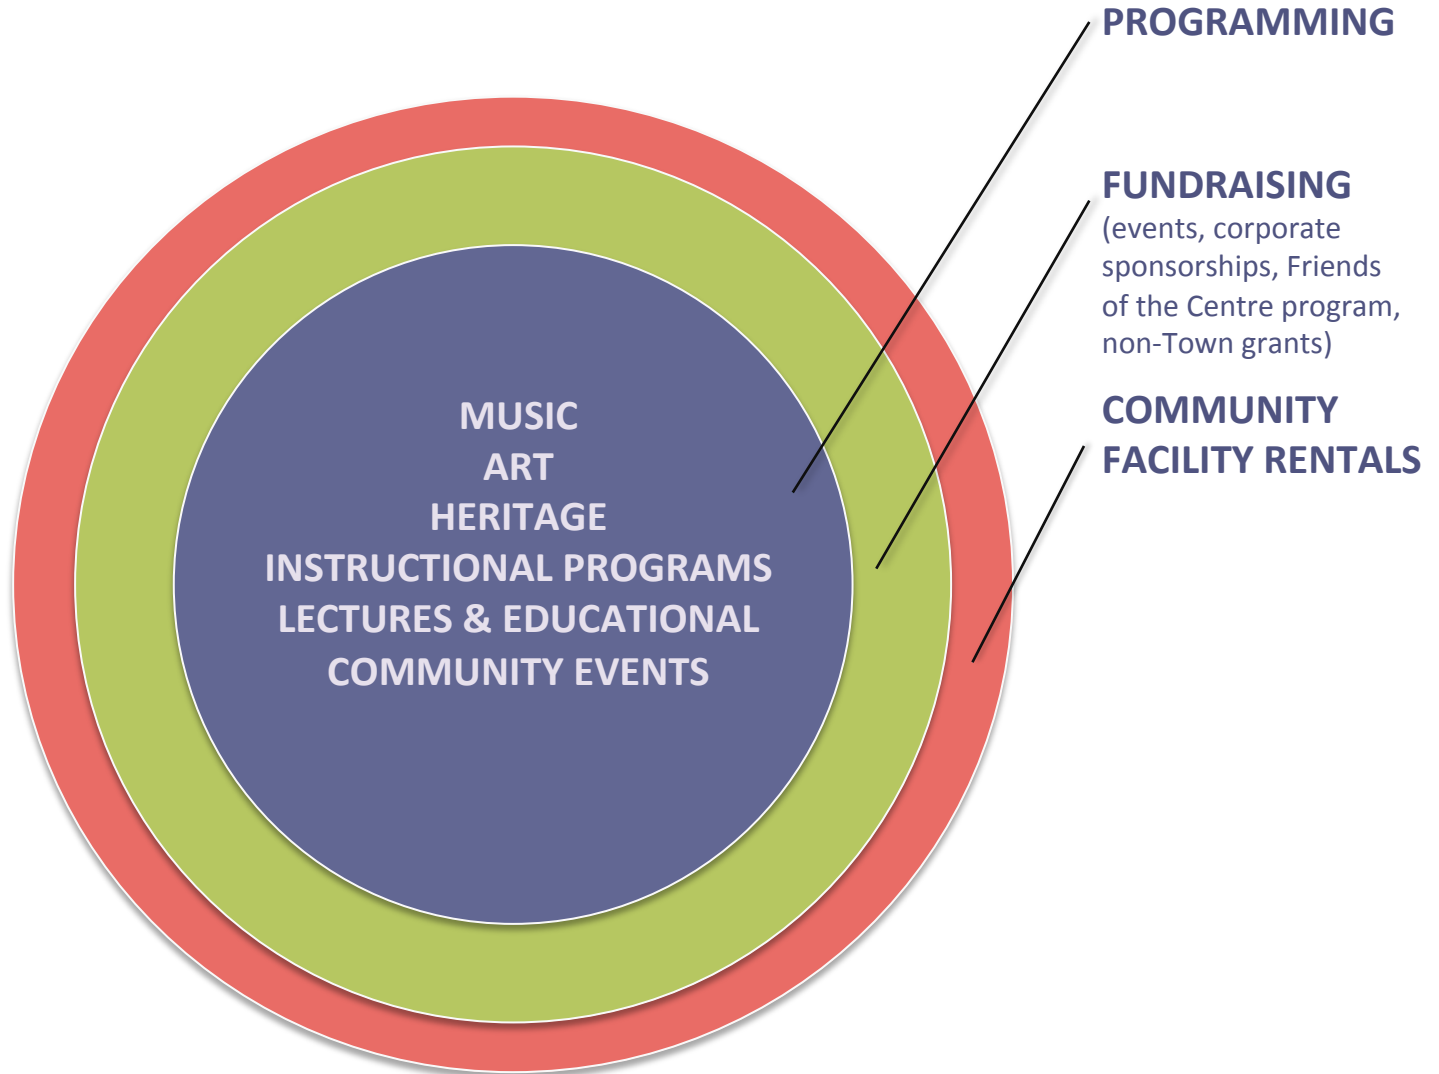 PROGRAMMING
FUNDRAISING
(events, corporate
sponsorships, Friends
of the Centre program,
non-Town grants)
COMMUNITY
FACILITY RENTALS
MUSIC
ART
HERITAGE
INSTRUCTIONAL PROGRAMS
LECTURES & EDUCATIONAL
COMMUNITY EVENTS